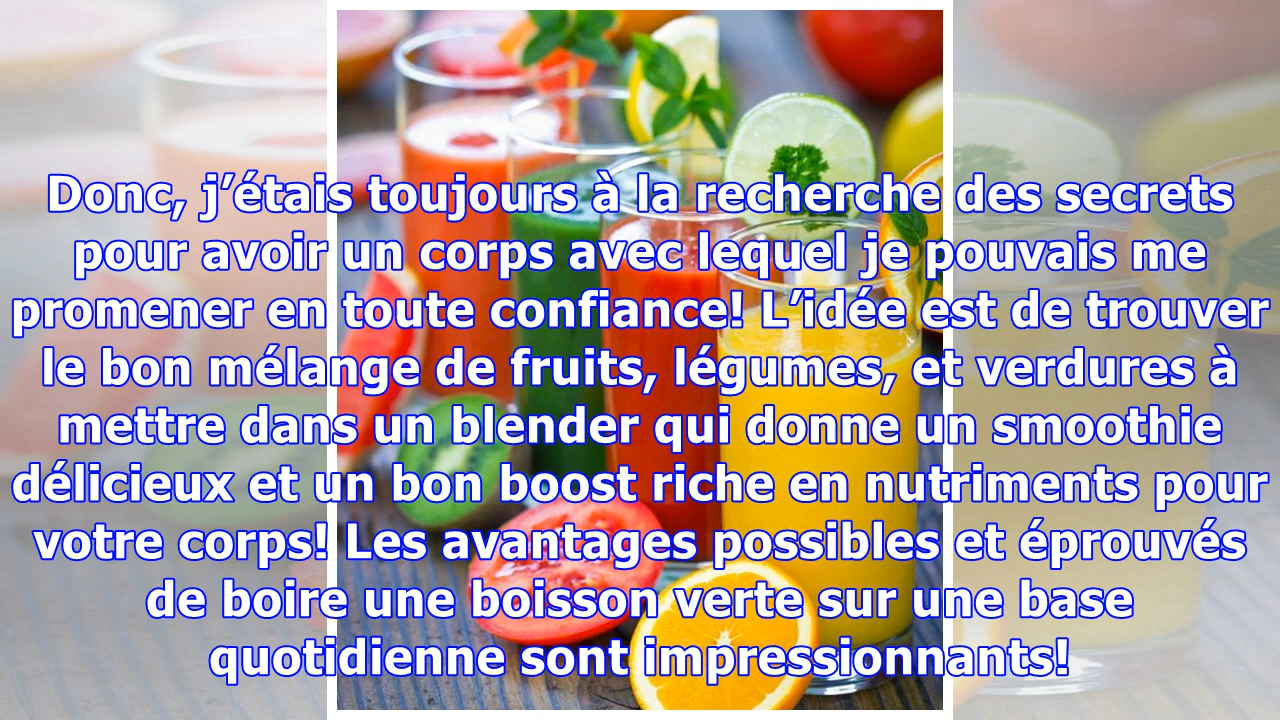 Donc, j’étais toujours à la recherche des secrets
pour avoir un corps avec lequel je pouvais me
promener en toute confiance! L’idée est de trouver
le bon mélange de fruits, légumes, et verdures à
mettre dans un blender qui donne un smoothie
délicieux et un bon boost riche en nutriments pour
votre corps! Les avantages possibles et éprouvés
de boire une boisson verte sur une base
quotidienne sont impressionnants!